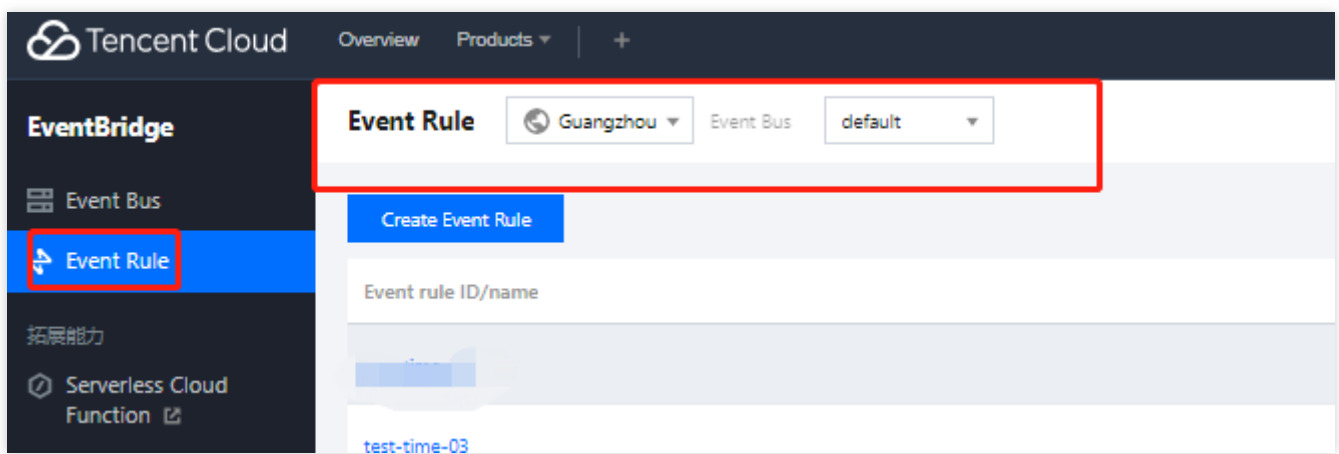 Tencent Cloud Overview Products +
EventBridge
Event Rule Guangzhou Event Bus default
Event Bus
Create Event Rule
Event Rule
Event rule ID/name
拓展能力
Serverless Cloud
Function
test-time-03